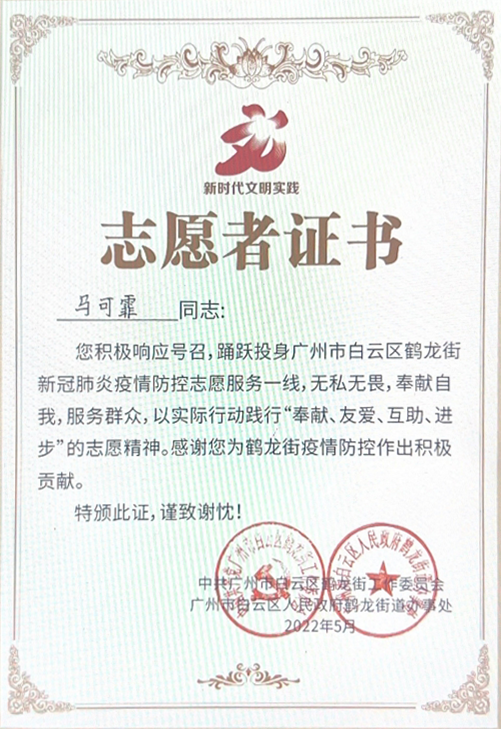 新时代文明实践
志愿者证书
马可霏 同志:
您积极响应号召,踊跃投身广州市白云区鹤龙街
新冠肺炎疫情防控志愿服务一线,无私无畏,奉献自
我,服务群众,以实际行动践行“奉献、友爱、互助、进
步”的志愿精神。感谢您为鹤龙街疫情防控作出积极
贡献。
特颁此证,谨致谢忱!
中共广州市白云区鹤龙街工作委员会
广州市白云区人民政府鹤龙街道办事处
2022年5月